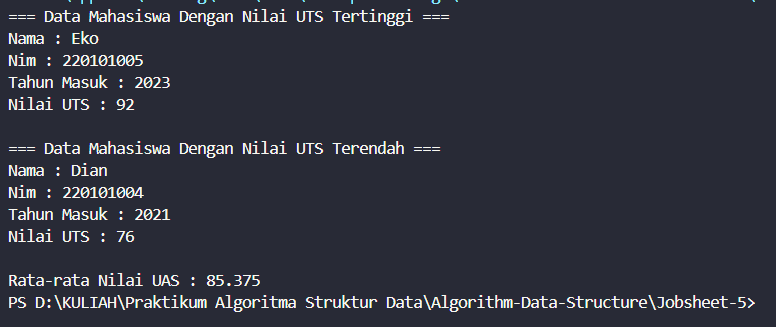 === Data Mahasiswa Dengan Nilai UTS Tertinggi ===
Nama : Eko
Nim : 220101005
Tahun Masuk : 2023
Nilai UTS : 92
=== Data Mahasiswa Dengan Nilai UTS Terendah ===
Nama : Dian
Nim : 220101004
Tahun Masuk : 2021
Nilai UTS : 76
Rata-rata Nilai UAS : 85.375
PS D:\KULIAH\Praktikum Algoritma Struktur Data\Algorithm-Data-Structure\Jobsheet-5>